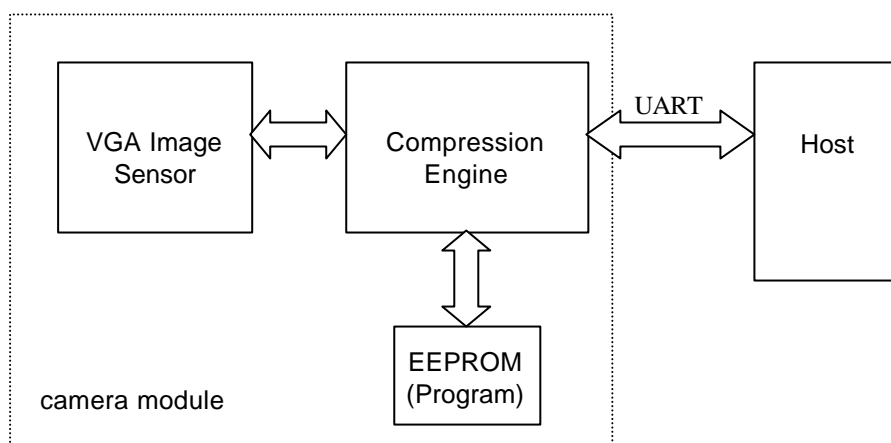 VGA Image
Sensor
Compression
Engine
UART
Host
EEPROM
(Program)
camera module